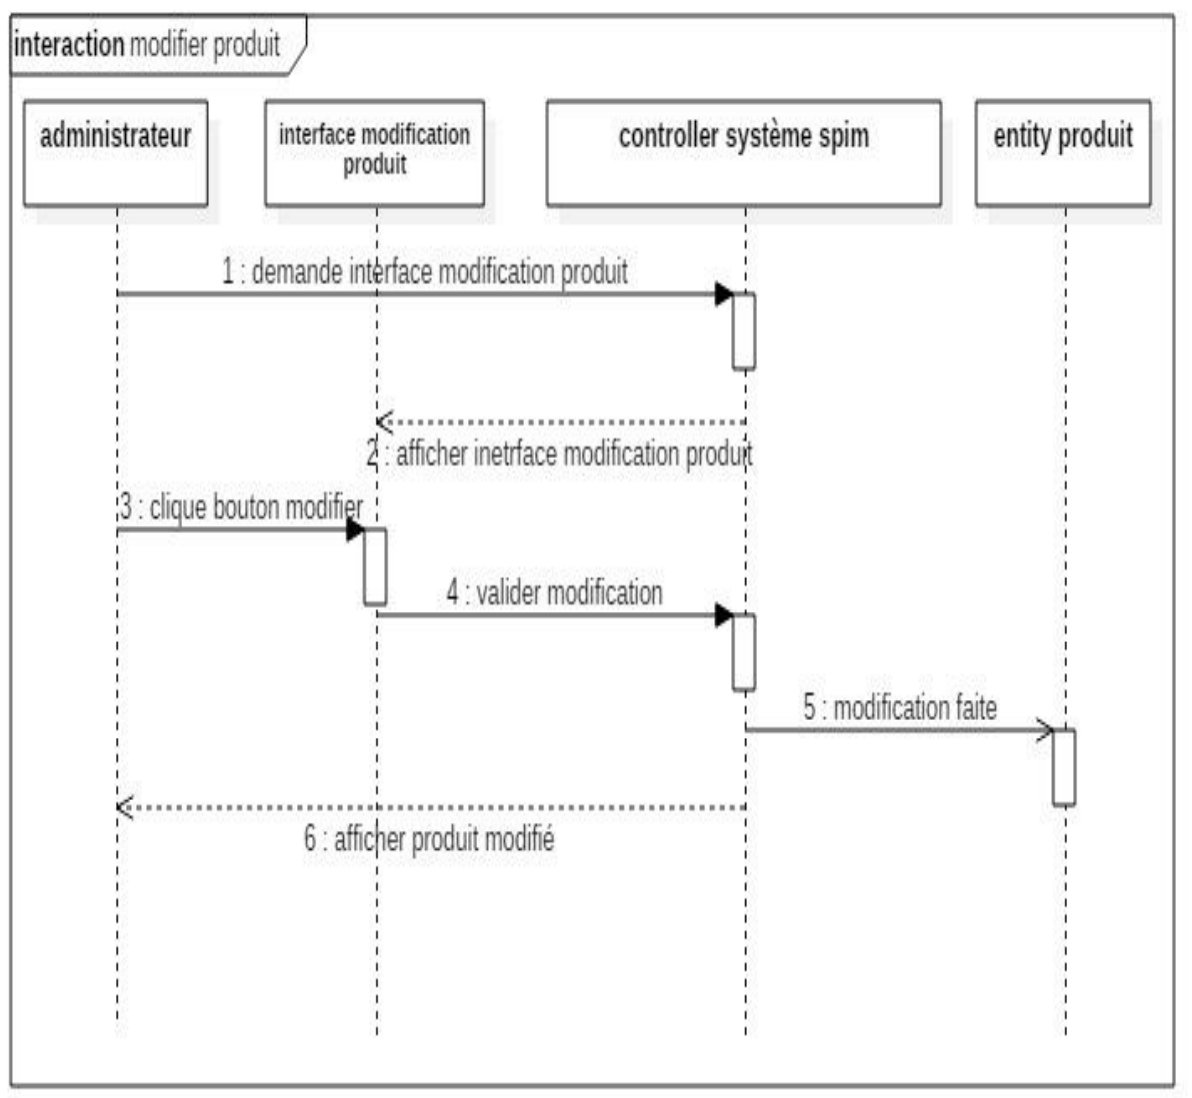 interaction modifier produit
administrateur
interface modification
produit
controller système spim
entity produit
1 : demande interface modification produit
2 : afficher inetrface modification produit
3 : clique bouton modifier
4 : valider modification
5 : modification faite
6 : afficher produit modifié